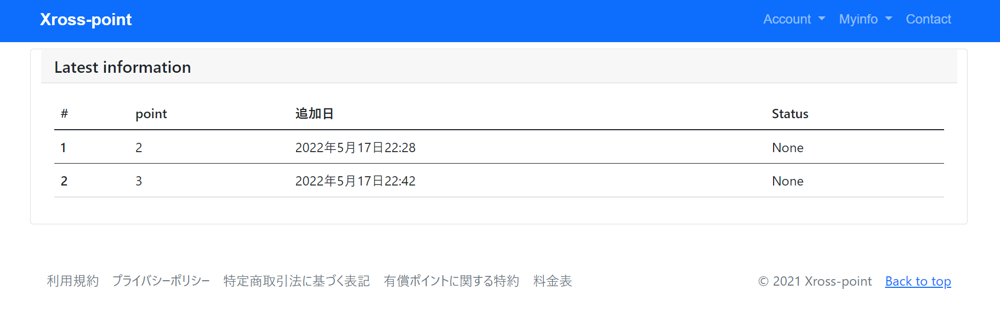 Xross-point Account Myinfo Contact
Latest information
# point 追加日 Status
1 2 2022年5月17日22:28 None
2 3 2022年5月17日22:42 None
利用規約 プライバシーポリシー 特定商取引法に基づく表記 有償ポイントに関する特約 料金表 © 2021 Xross-point Back to top